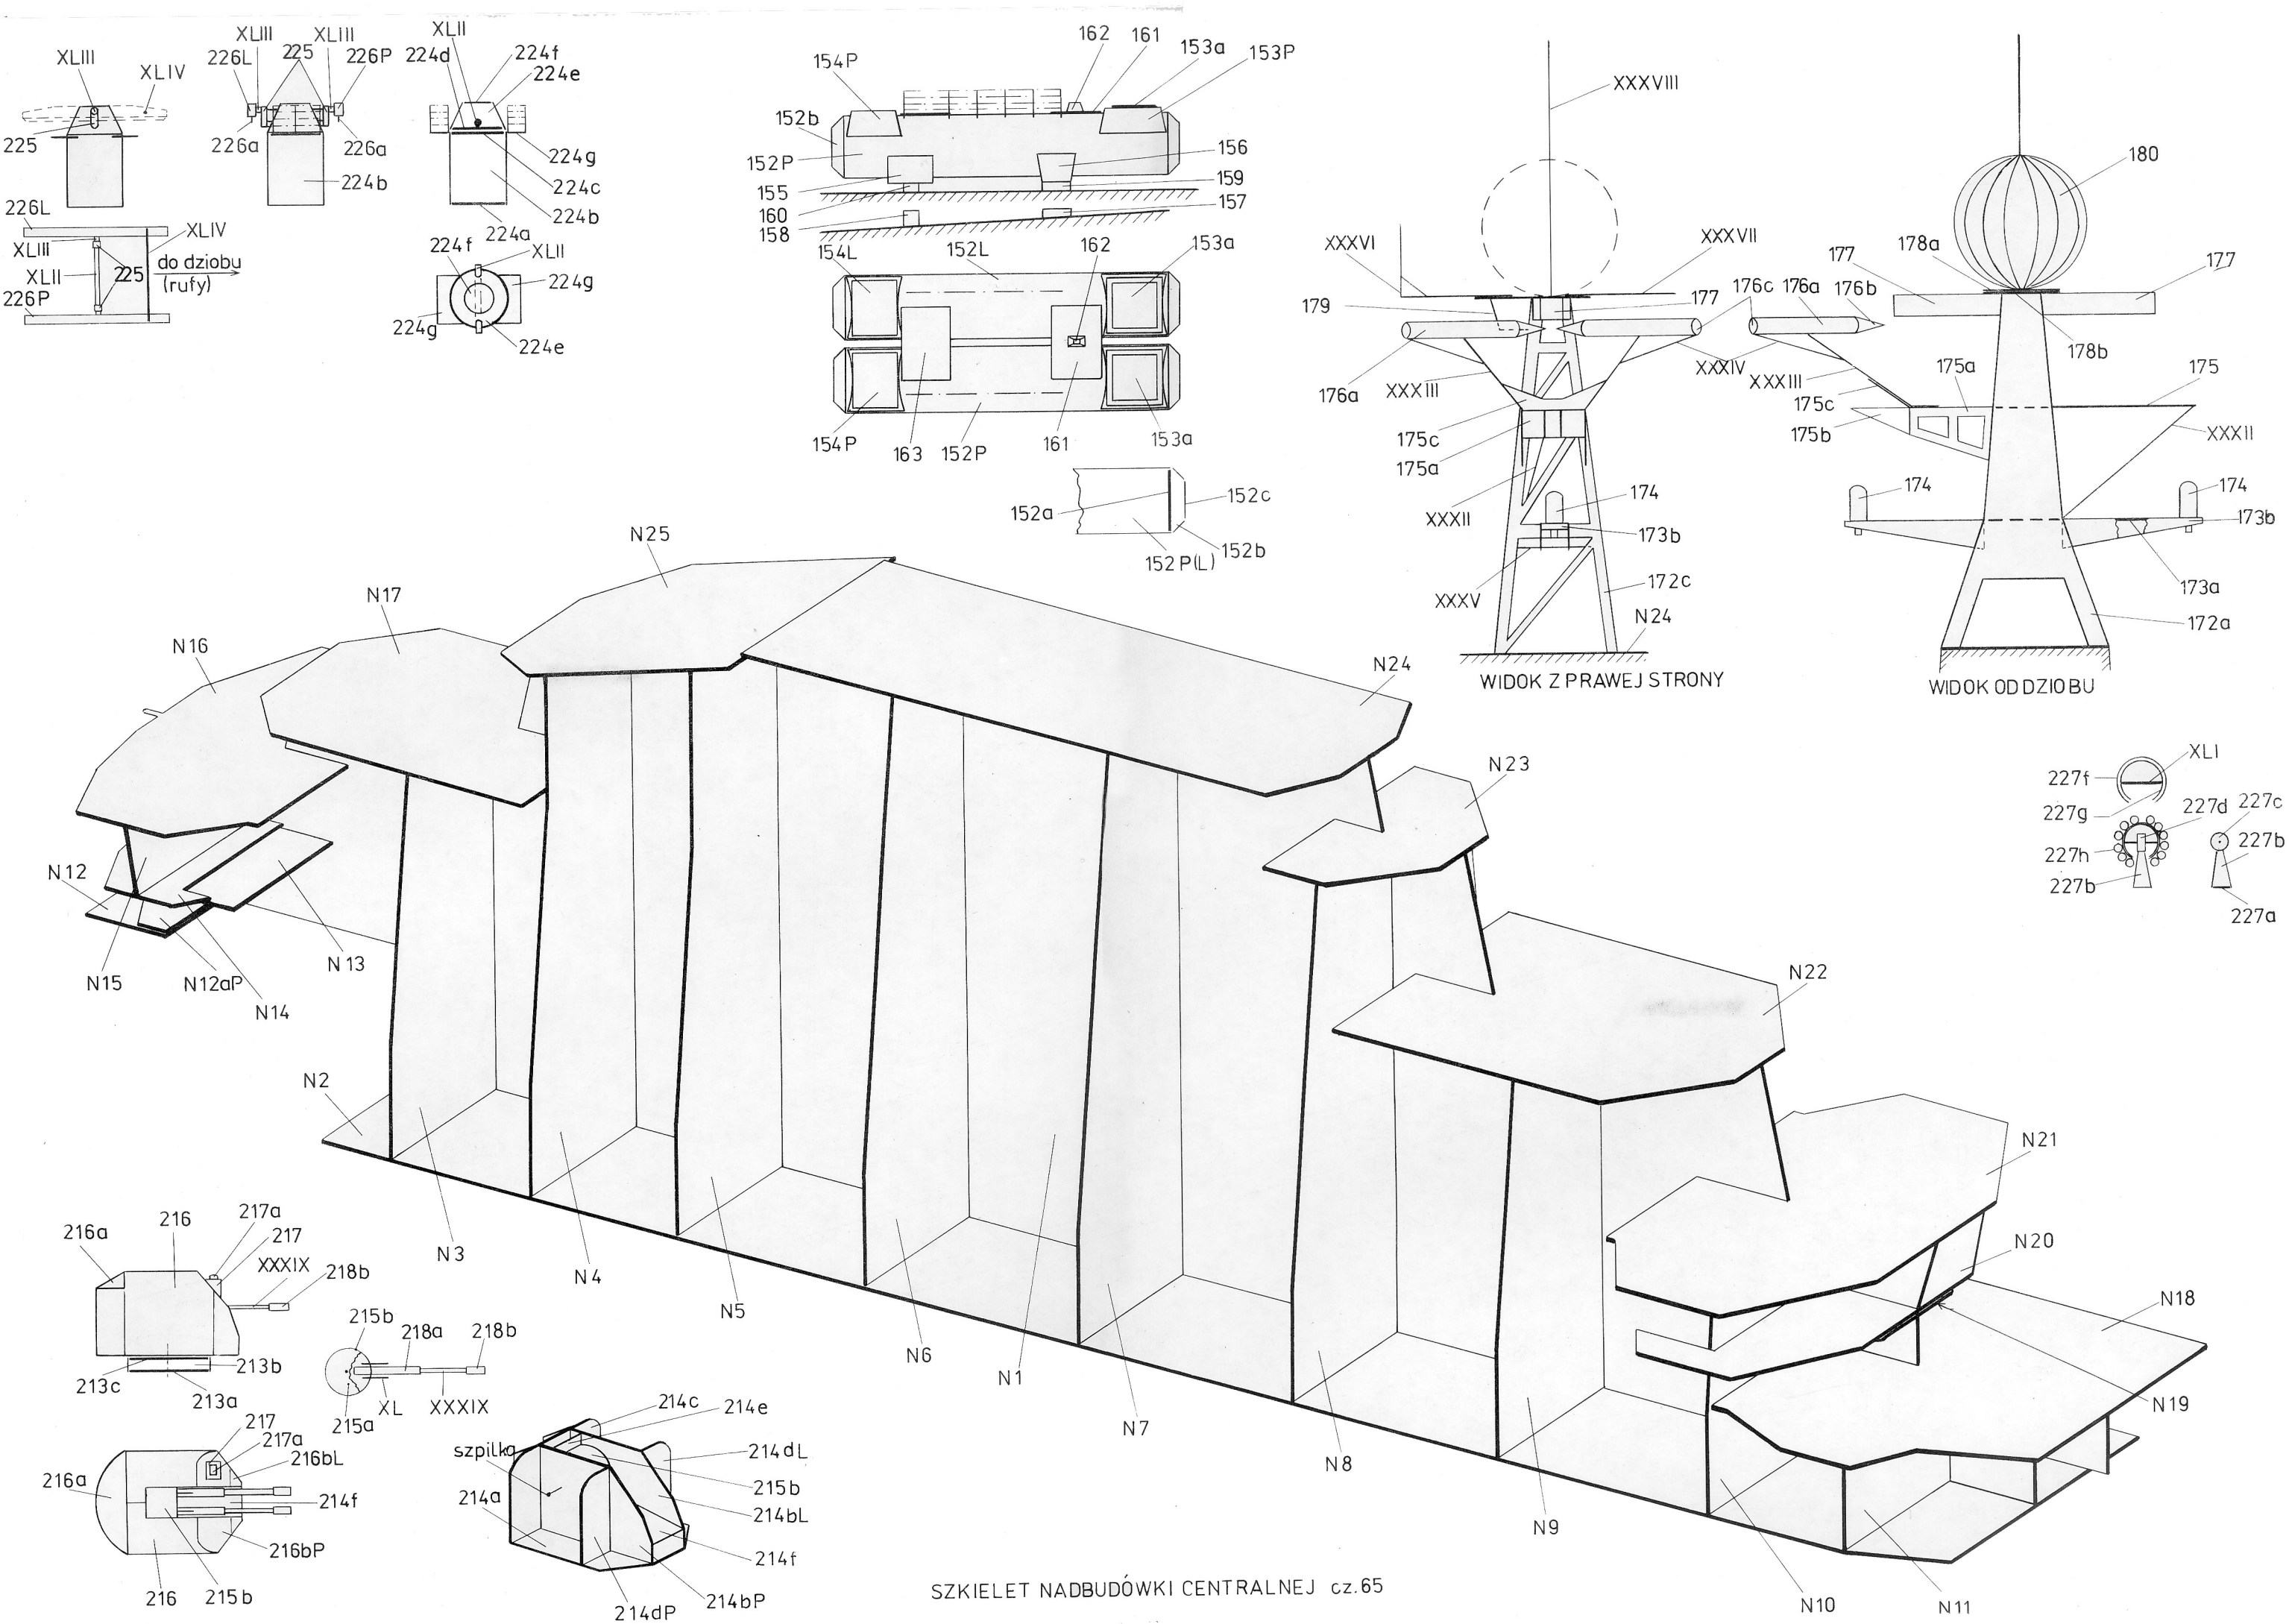 XLIII
XLIV
225
XLIII
XLIII
226L
225
226P
226a
226a
224b
XLII
224d
224f
224e
224g
224c
224b
224a
226L
XLIII
XLII
226P
225
XLIV
do dziobu
(rufy)
224f
XLII
224g
224g
224e
154P
162
161
153a
153P
152b
152P
155
160
158
156
159
157
154L
152L
162
153a
154P
163
152P
161
153a
152a
152c
152b
152P(L)
XXXVIII
XXXVI
XXXVII
179
177
176c
176a
XXXIII
XXXIV
175c
175a
XXXII
174
173b
XXXV
172c
N24
WIDOK Z PRAWEJ STRONY
180
178a
177
177
176a
176b
178b
XXXIII
175a
175
175c
175b
XXXII
174
174
173b
173a
172a
WIDOK OD DZIOBU
XLI
227f
227g
227d
227c
227h
227b
227b
227a
N25
N17
N16
N24
N23
N12
N15
N12aP
N14
N13
N22
N2
N21
N3
N4
N5
N6
N1
N7
N8
N9
N20
N18
N19
N10
N11
216a
216
217a
217
XXXIX
218b
213c
213b
213a
215b
218a
218b
215a
XL
XXXIX
217
217a
216bL
216a
214f
216bP
216
215b
214c
214e
szpilka
214dL
215b
214a
214bL
214f
214bP
214dP
SZKIELET NADBUDÓWKI CENTRALNEJ cz.65